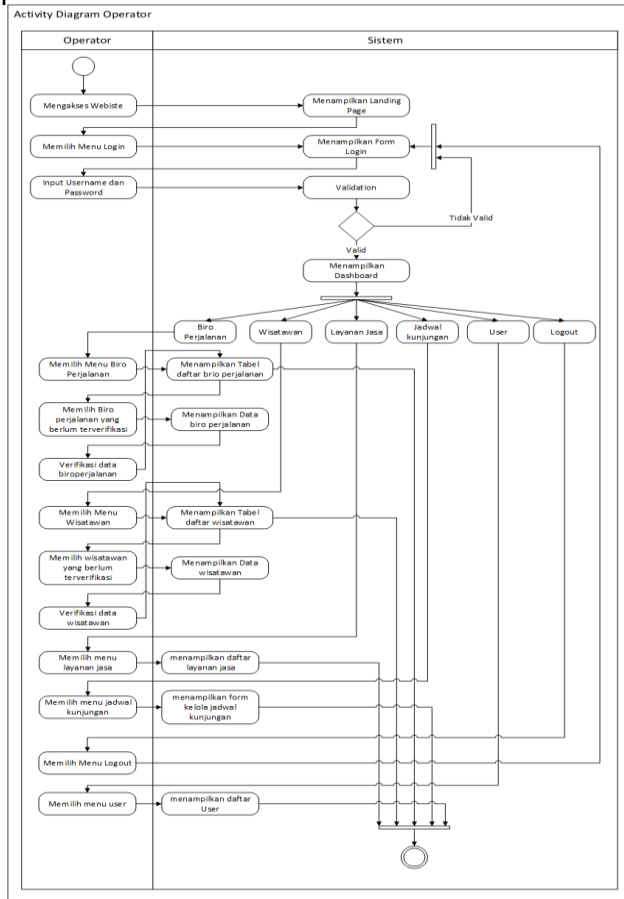 Activity Diagram Operator
Operator
Sistem
Mengakses Webiste
Menampilkan Landing
Page
Memilih Menu Login
Menampilkan Form
Login
Input Username dan
Password
Validation
Tidak Valid
Valid
Menampilkan
Dashboard
Biro
Perjalanan
Wisatawan
Layanan Jasa
Jadwal
kunjungan
User
Logout
Memilih Menu Biro
Perjalanan
Menampilkan Tabel
daftar brio perjalanan
Memilih Biro
perjalanan yang
berlum terverifikasi
Menampilkan Data
biro perjalanan
Verifikasi data
biroperjalanan
Memilih Menu
Wisatawan
Menampilkan Tabel
daftar wisatawan
Memilih wisatawan
yang berlum
terverifikasi
Menampilkan Data
wisatawan
Verifikasi data
wisatawan
Memilih menu
layanan jasa
menampilkan daftar
layanan jasa
Memilih menu jadwal
kunjungan
menampilkan form
kelola jadwal
kunjungan
Memilih Menu Logout
Memilih menu user
menampilkan daftar
User